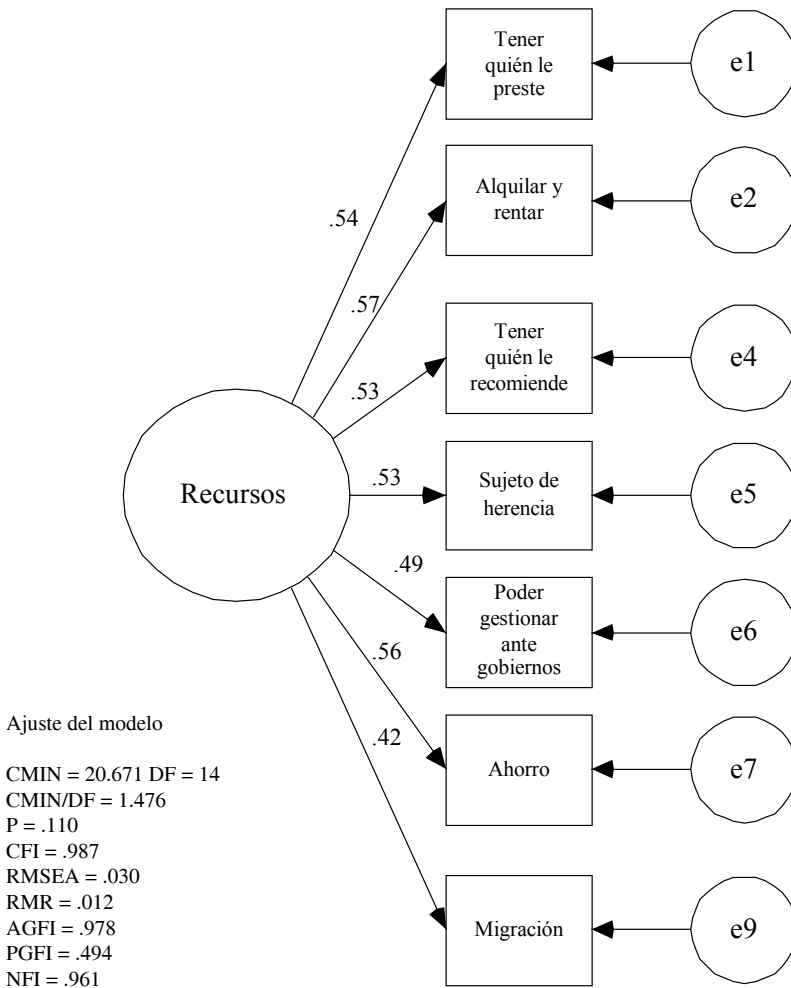 Tener
quién le
preste
e1
.54
Alquilar y
rentar
e2
.57
Tener
quién le
recomiende
e4
.53
Recursos
.53
Sujeto de
herencia
e5
.49
Poder
gestionar
ante
gobiernos
e6
.56
Ahorro
e7
.42
Migración
e9
Ajuste del modelo
CMIN = 20.671 DF = 14
CMIN/DF = 1.476
P = .110
CFI = .987
RMSEA = .030
RMR = .012
AGFI = .978
PGFI = .494
NFI = .961